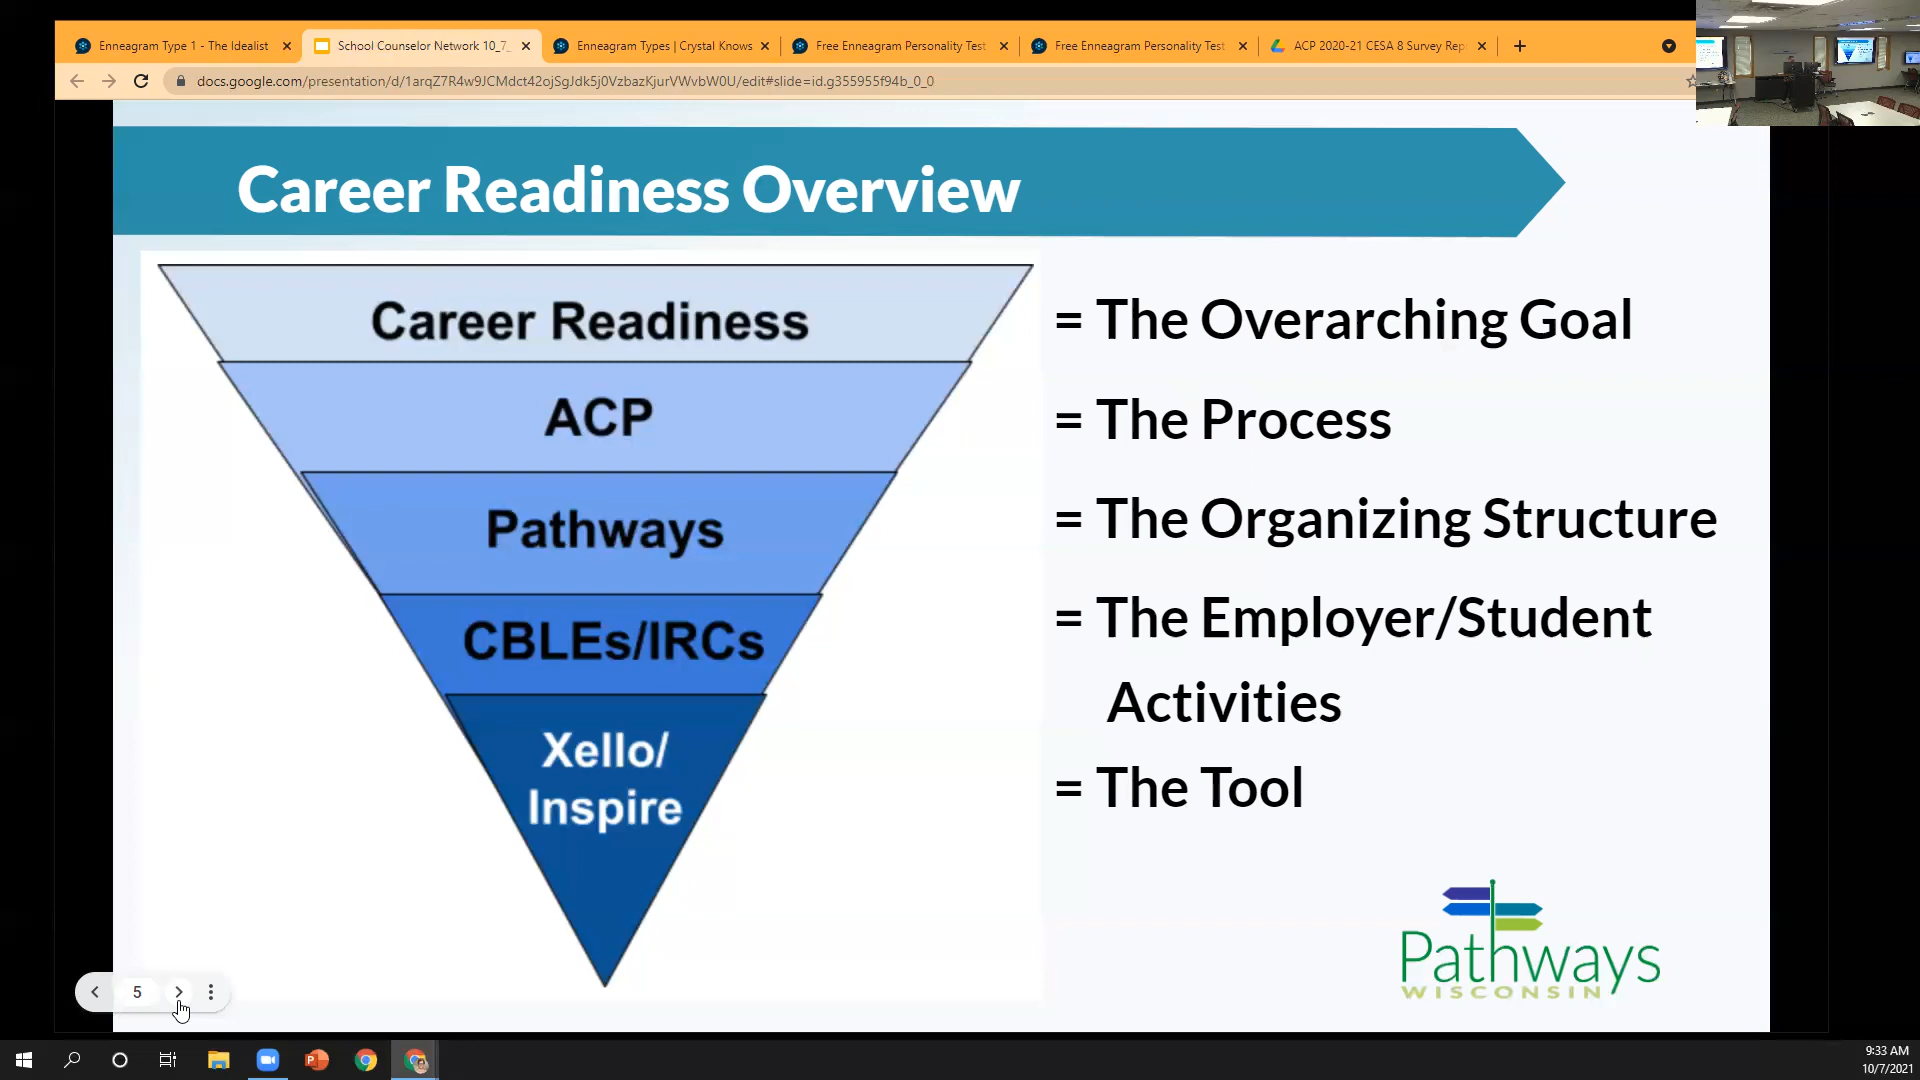 Enneagram Type 1 - The Idealist
School Counselor Network 10_7_
Enneagram Types | Crystal Knows
Free Enneagram Personality Test
Free Enneagram Personality Test
ACP 2020-21 CESA 8 Survey Rep
docs.google.com/presentation/d/1arqZ7R4w9JCMdct42ojSgJdk5j0VzbazKjurVWvbW0U/edit#slide=id.g355955f94b_0_0
Career Readiness Overview
Career Readiness
= The Overarching Goal
ACP
= The Process
Pathways
= The Organizing Structure
CBLEs/IRCs
= The Employer/Student
Activities
Xello/
Inspire
= The Tool
Pathways
WISCONSIN
5
9:33 AM
10/7/2021